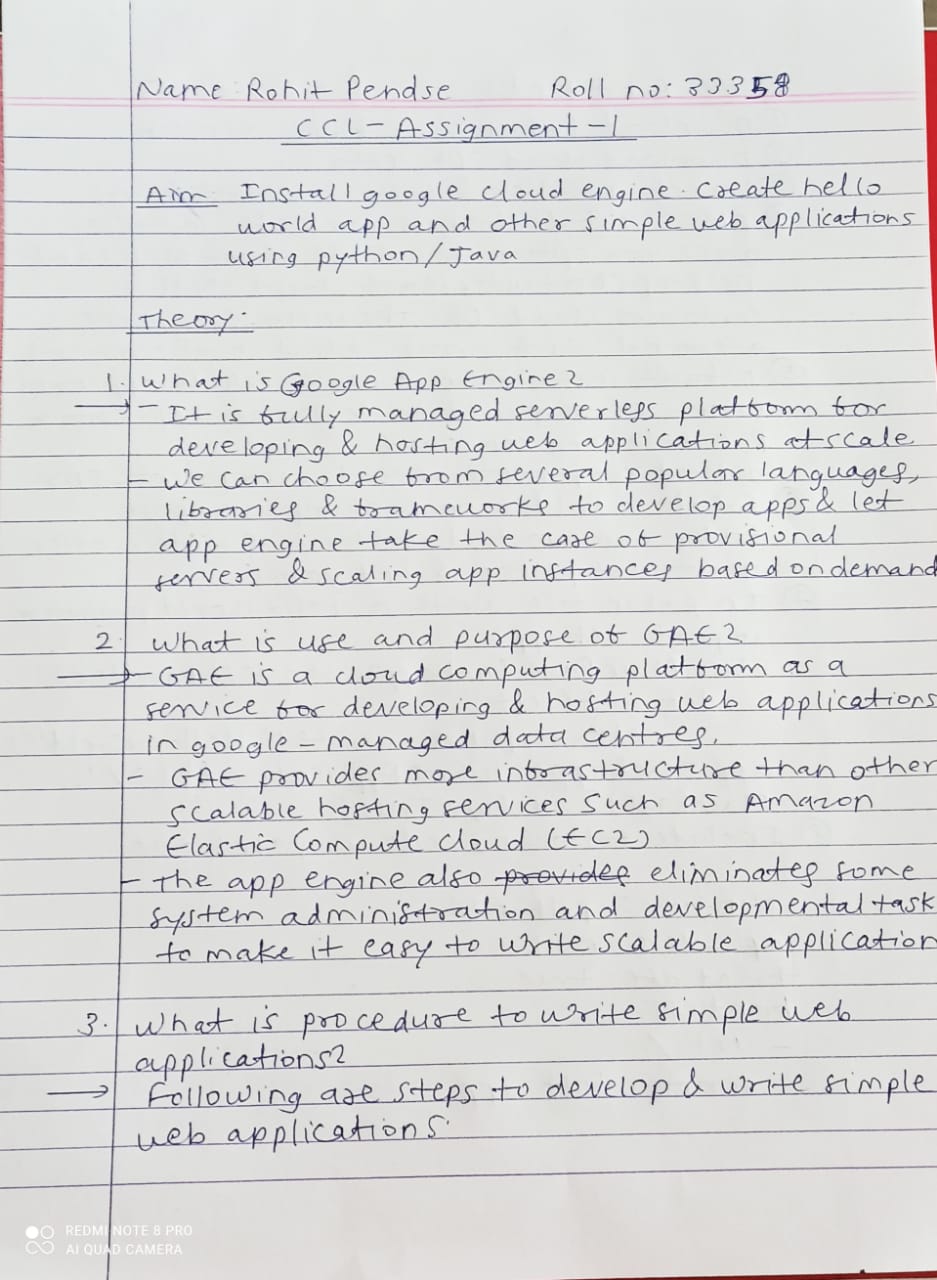 Name: Rohit Pendse Roll no: 33358
CCL - Assignment - 1
Aim Install google cloud engine. Create hello
world app and other simple web applications
using python/Java
Theory:
1. What is Google App Engine?
→ - It is fully managed serverless platform for
developing & hosting web applications at scale
- We can choose from several popular languages,
libraries & frameworks to develop apps & let
app engine take the care of provisional
servers & scaling app instances based on demand
2. What is use and purpose of GAE?
→ - GAE is a cloud computing platform as a
service for developing & hosting web applications
in google - managed data centres.
- GAE provides more infrastructure than other
scalable hosting services such as Amazon
Elastic Compute Cloud (EC2)
- The app engine also provides eliminates some
system administration and developmental task
to make it easy to write scalable application
3. What is procedure to write simple web
applications?
→ Following are steps to develop & write simple
web applications.
REDMI NOTE 8 PRO
AI QUAD CAMERA